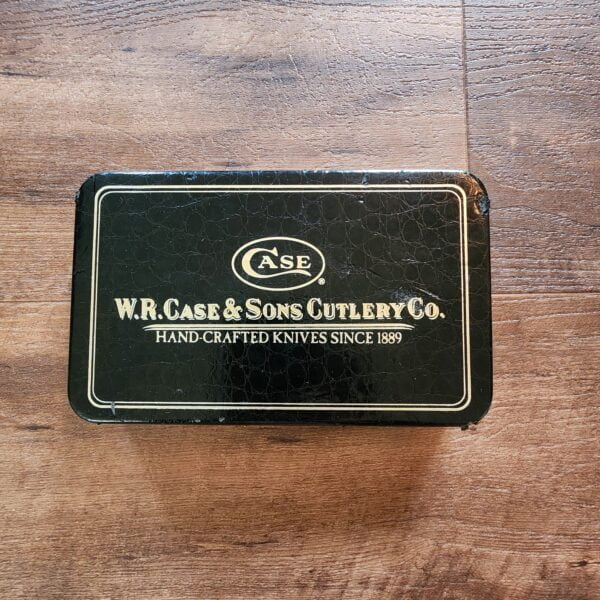 CASE®
W.R. CASE & SONS CUTLERY CO.
HAND-CRAFTED KNIVES SINCE 1889